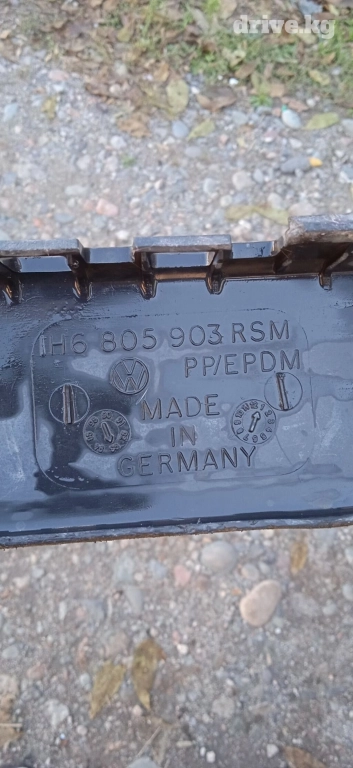 drive.kg
1H6 805 903 RSM
PP/EPDM
MADE
IN
GERMANY